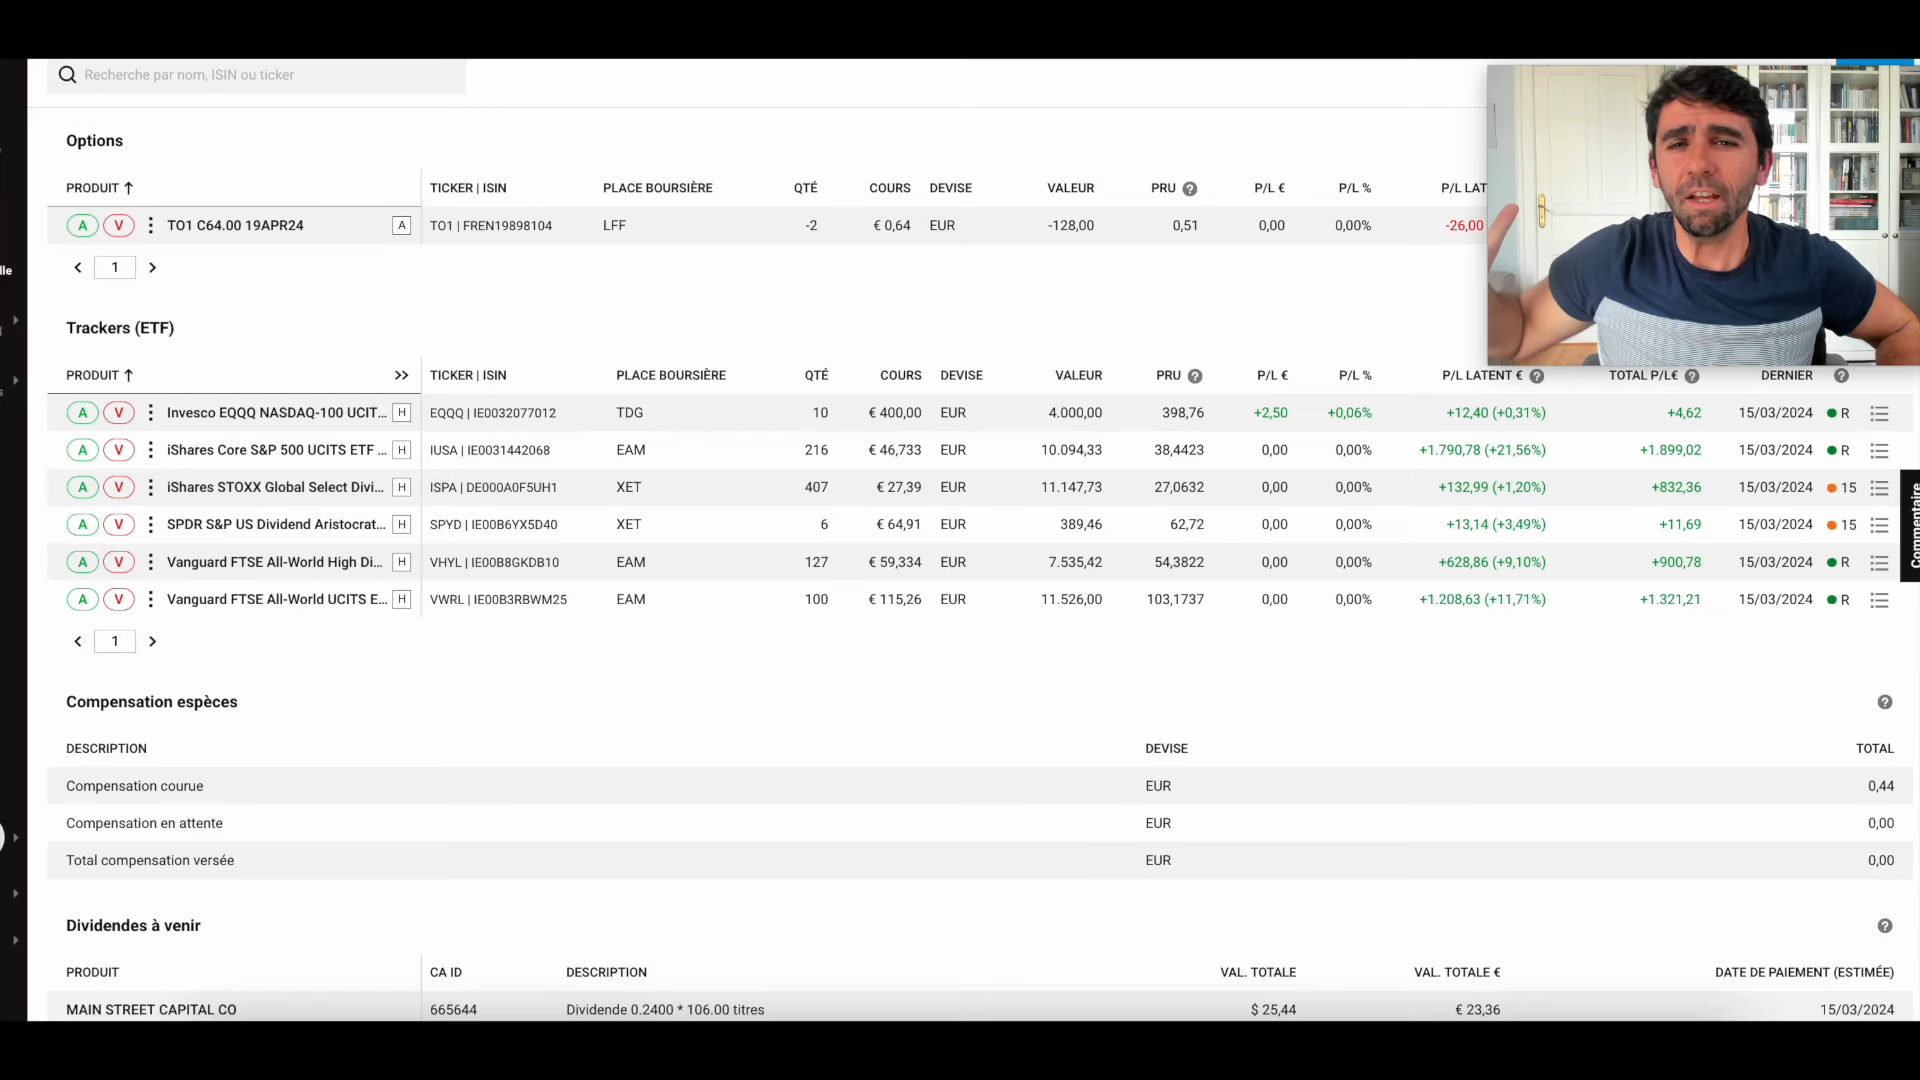 Recherche par nom, ISIN ou ticker
Options
PRODUIT ↑ TICKER | ISIN PLACE BOURSIÈRE QTÉ COURS DEVISE VALEUR PRU ? P/L € P/L % P/L LAT
A V TO1 C64.00 19APR24 A TO1 | FREN19898104 LFF -2 € 0,64 EUR -128,00 0,51 0,00 0,00% -26,00
lle
1
Trackers (ETF)
PRODUIT ↑ >> TICKER | ISIN PLACE BOURSIÈRE QTÉ COURS DEVISE VALEUR PRU ? P/L € P/L % P/L LATENT € ? TOTAL P/L€ ? DERNIER ?
A V Invesco EQQQ NASDAQ-100 UCIT... H EQQQ | IE0032077012 TDG 10 € 400,00 EUR 4.000,00 398,76 +2,50 +0,06% +12,40 (+0,31%) +4,62 15/03/2024 R
A V iShares Core S&P 500 UCITS ETF ... H IUSA | IE0031442068 EAM 216 € 46,733 EUR 10.094,33 38,4423 0,00 0,00% +1.790,78 (+21,56%) +1.899,02 15/03/2024 R
A V iShares STOXX Global Select Divi... H ISPA | DE000A0F5UH1 XET 407 € 27,39 EUR 11.147,73 27,0632 0,00 0,00% +132,99 (+1,20%) +832,36 15/03/2024 15
A V SPDR S&P US Dividend Aristocrat... H SPYD | IE00B6YX5D40 XET 6 € 64,91 EUR 389,46 62,72 0,00 0,00% +13,14 (+3,49%) +11,69 15/03/2024 15
A V Vanguard FTSE All-World High Di... H VHYL | IE00B8GKDB10 EAM 127 € 59,334 EUR 7.535,42 54,3822 0,00 0,00% +628,86 (+9,10%) +900,78 15/03/2024 R
A V Vanguard FTSE All-World UCITS E... H VWRL | IE00B3RBWM25 EAM 100 € 115,26 EUR 11.526,00 103,1737 0,00 0,00% +1.208,63 (+11,71%) +1.321,21 15/03/2024 R
Commentaire
1
Compensation espèces ?
DESCRIPTION DEVISE TOTAL
Compensation courue EUR 0,44
Compensation en attente EUR 0,00
Total compensation versée EUR 0,00
Dividendes à venir ?
PRODUIT CA ID DESCRIPTION VAL. TOTALE VAL. TOTALE € DATE DE PAIEMENT (ESTIMÉE)
MAIN STREET CAPITAL CO 665644 Dividende 0.2400 * 106.00 titres $ 25,44 € 23,36 15/03/2024